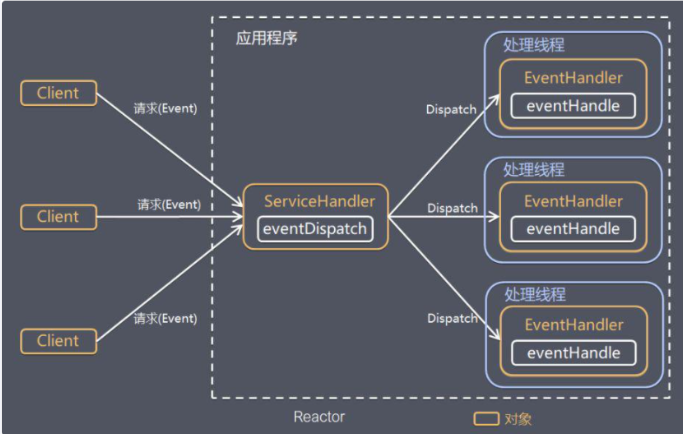 应用程序
处理线程
EventHandler
eventHandle
Client
请求(Event)
Dispatch
处理线程
EventHandler
eventHandle
Client
请求(Event)
ServiceHandler
eventDispatch
Dispatch
处理线程
EventHandler
eventHandle
Client
请求(Event)
Dispatch
Reactor
对象